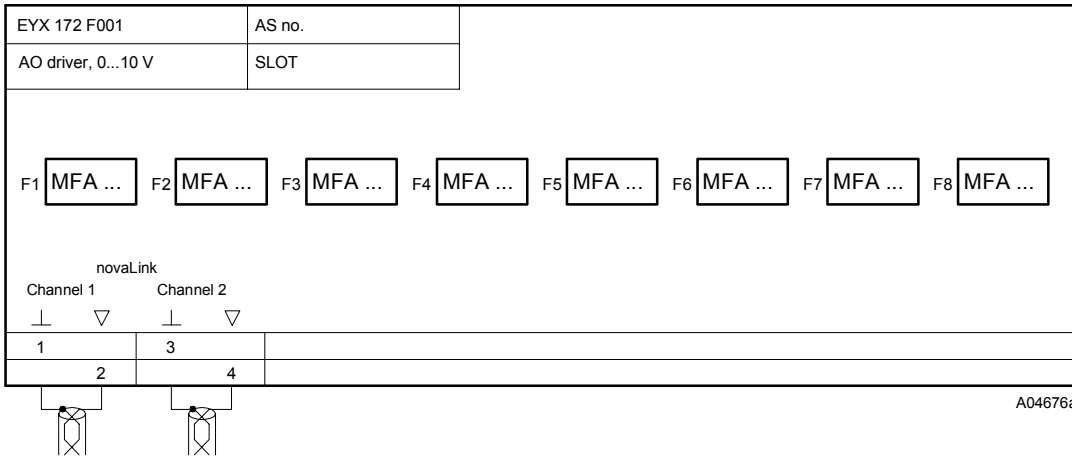 EYX 172 F001 AS no.
AO driver, 0...10 V SLOT
F1 MFA ... F2 MFA ... F3 MFA ... F4 MFA ... F5 MFA ... F6 MFA ... F7 MFA ... F8 MFA ...
novaLink
Channel 1 Channel 2
1 3
2 4
A04676a